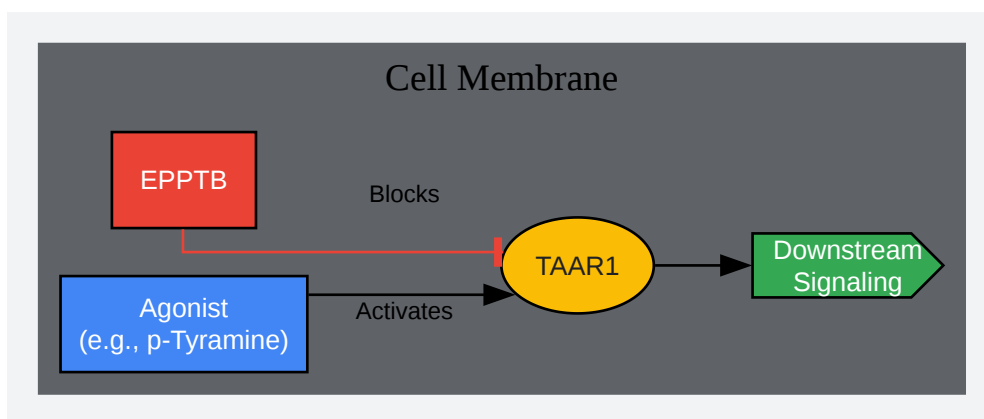 Cell Membrane
EPPTB
Blocks
TAAR1
Downstream
Signaling
Activates
Agonist
(e.g., p-Tyramine)